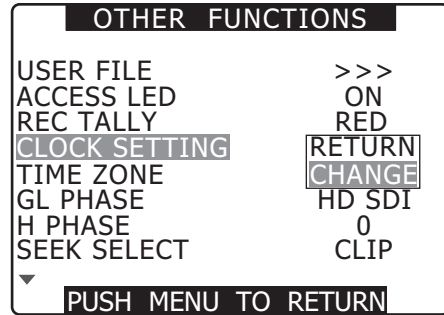 OTHER FUNCTIONS
USER FILE >>>
ACCESS LED ON
REC TALLY RED
CLOCK SETTING RETURN
TIME ZONE CHANGE
GL PHASE HD SDI
H PHASE 0
SEEK SELECT CLIP
PUSH MENU TO RETURN